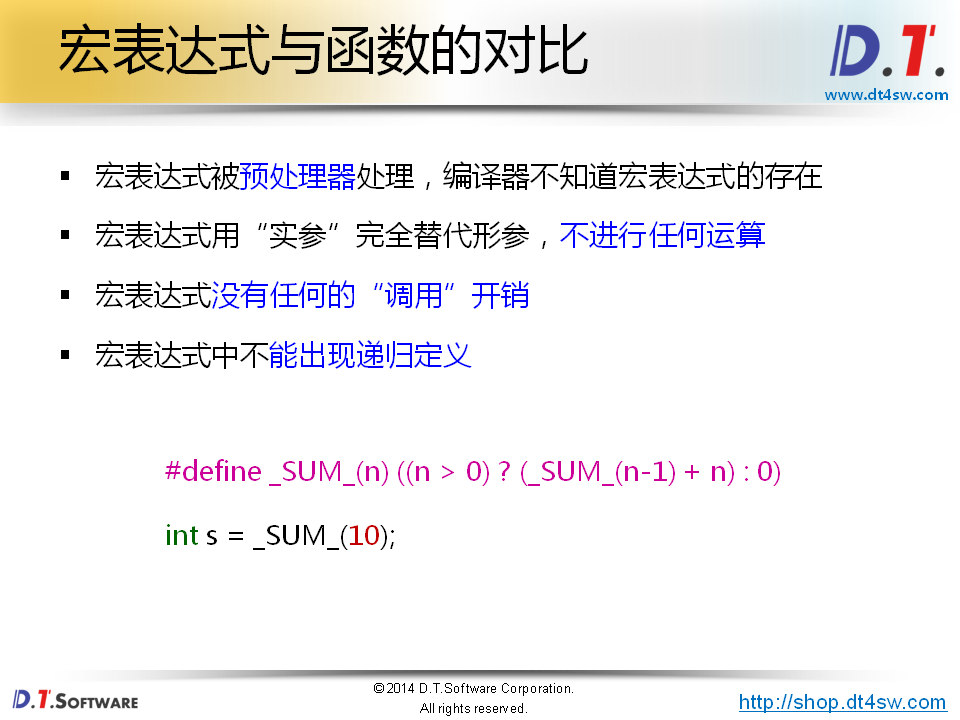 宏表达式与函数的对比
D.T.
www.dt4sw.com
▪ 宏表达式被预处理器处理，编译器不知道宏表达式的存在
▪ 宏表达式用“实参”完全替代形参，不进行任何运算
▪ 宏表达式没有任何的“调用”开销
▪ 宏表达式中不能出现递归定义
#define _SUM_(n) ((n > 0) ? (_SUM_(n-1) + n) : 0)
int s = _SUM_(10);
D.T.SOFTWARE
©2014 D.T.Software Corporation.
All rights reserved.
http://shop.dt4sw.com